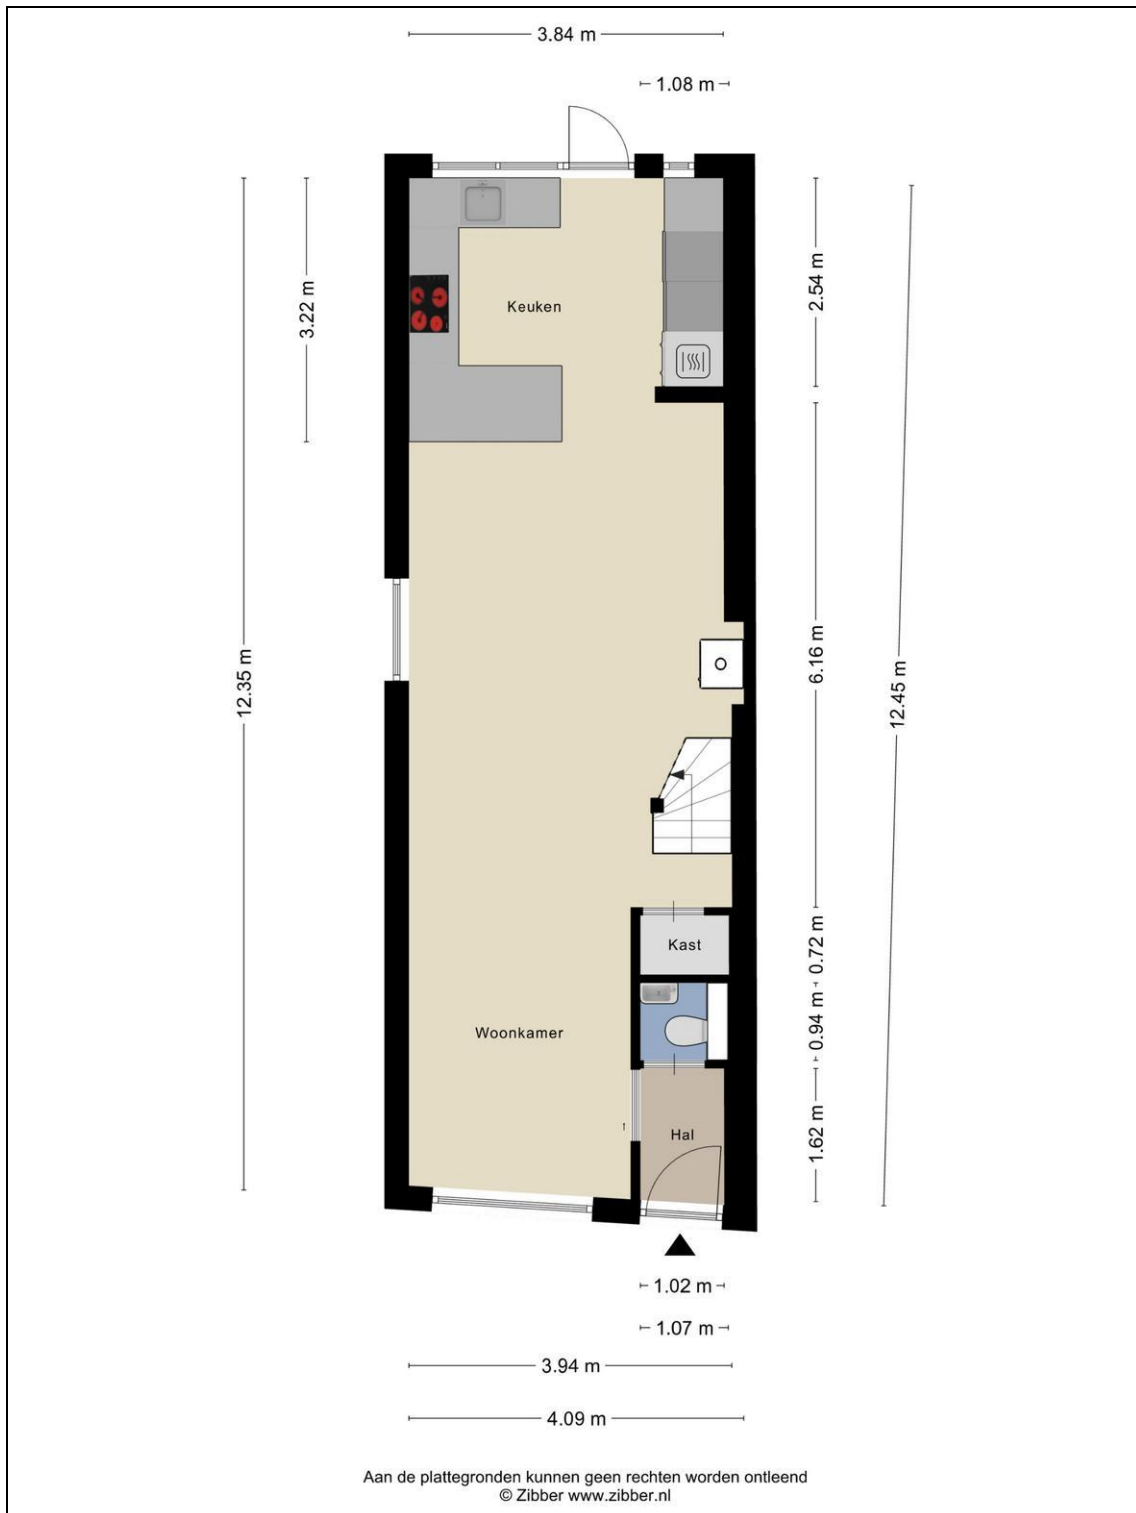 3.84 m
1.08 m
3.22 m
2.54 m
Keuken
12.35 m
6.16 m
12.45 m
Kast
0.72 m
0.94 m
Woonkamer
Hal
1.62 m
1.02 m
1.07 m
3.94 m
4.09 m
Aan de plattegronden kunnen geen rechten worden ontleend
© Zibber www.zibber.nl